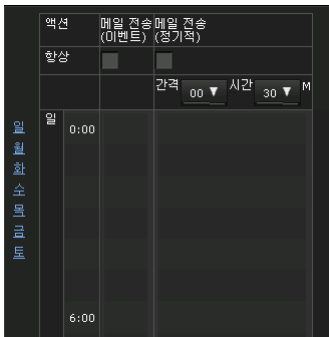 액션 메일 전송 메일 전송
(이벤트) (정기적)
항상
간격 00 ▼ 시간 30 ▼ M
일 0:00
일
월
화
수
목
금
토
6:00